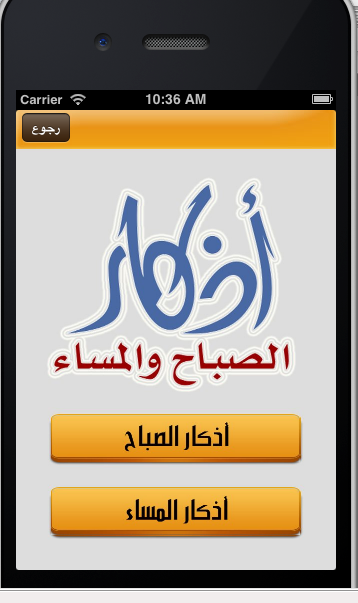 Carrier 10:36 AM
رجوع
أذكار
الصباح والمساء
أذكار الصباح
أذكار المساء